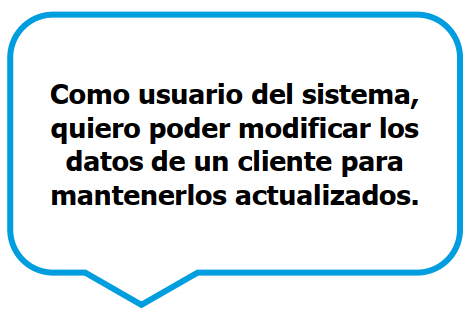 Como usuario del sistema,
quiero poder modificar los
datos de un cliente para
mantenerlos actualizados.